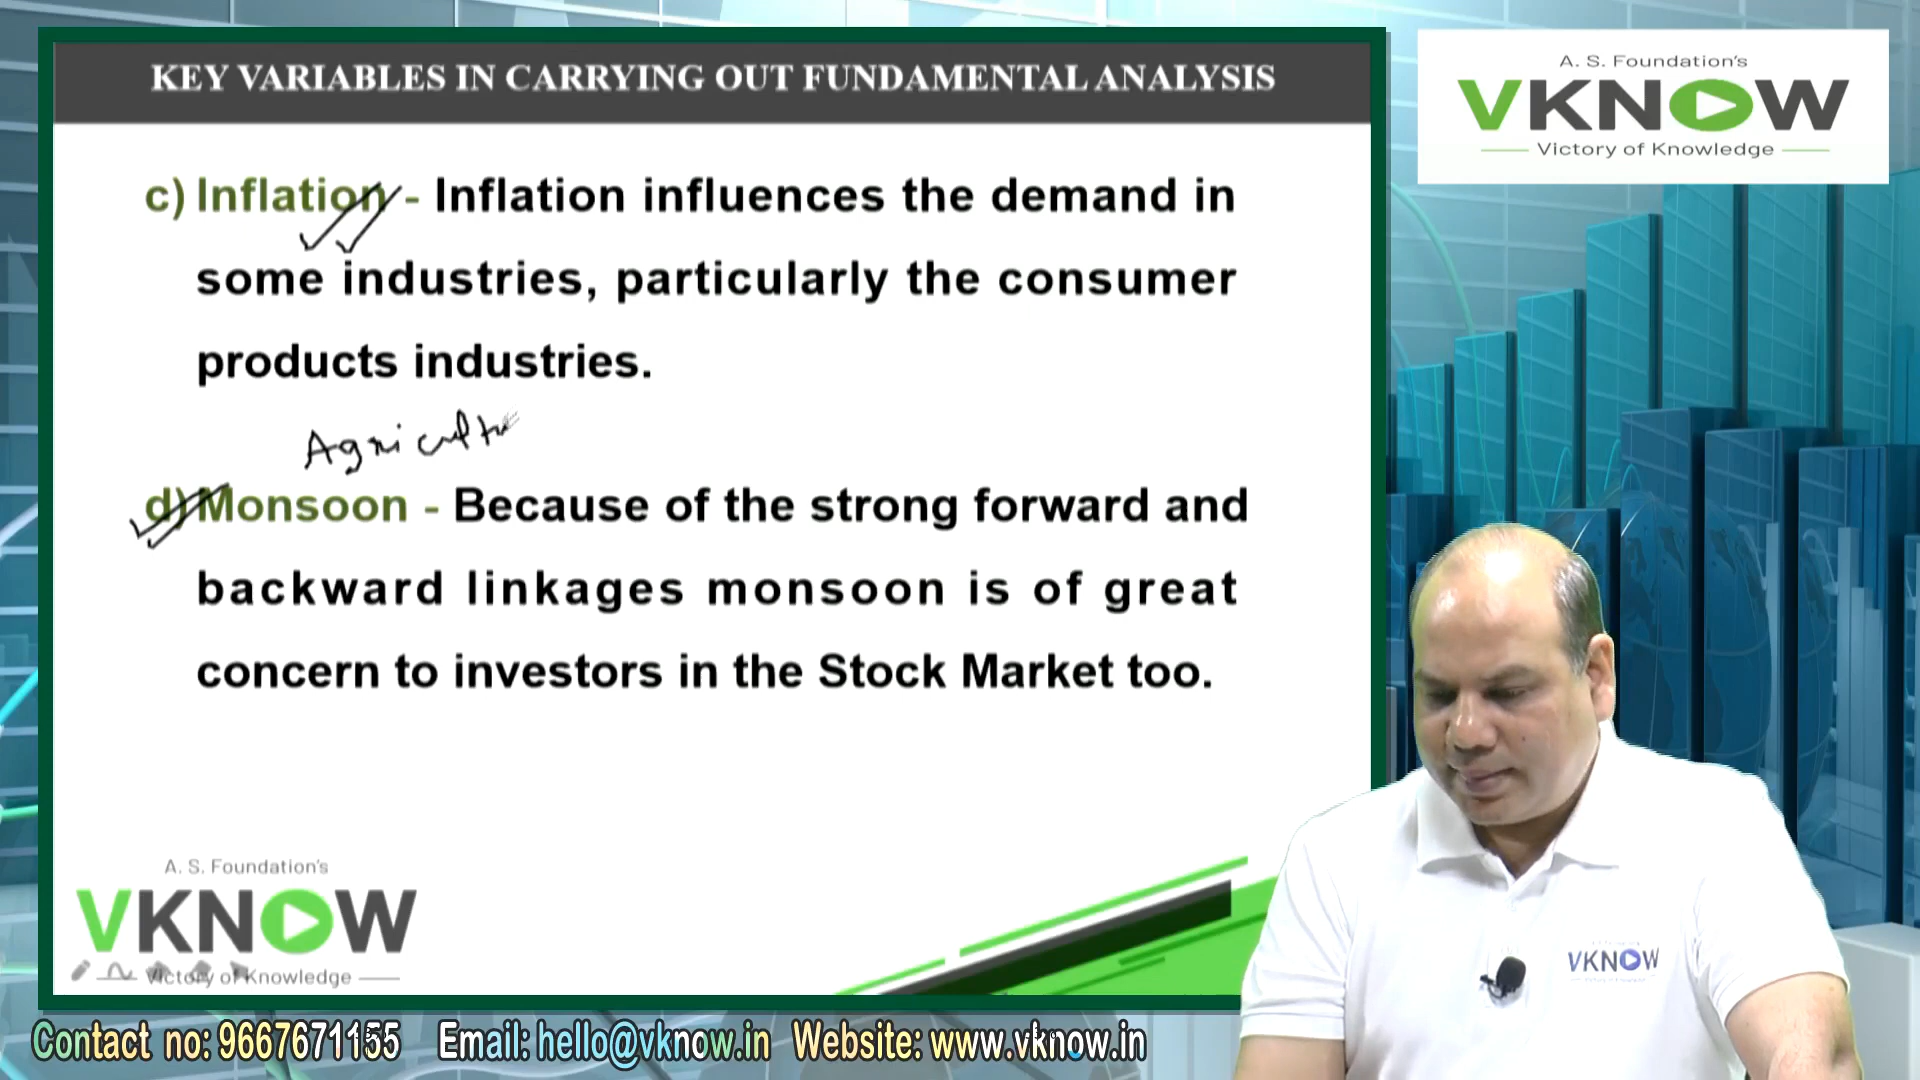 KEY VARIABLES IN CARRYING OUT FUNDAMENTAL ANALYSIS
A. S. Foundation's
VKNOW
Victory of Knowledge
c) Inflation - Inflation influences the demand in
some industries, particularly the consumer
products industries.
Agricultu
d) Monsoon - Because of the strong forward and
backward linkages monsoon is of great
concern to investors in the Stock Market too.
A. S. Foundation's
VKNOW
Victory of Knowledge
VKNOW
Contact no: 9667671155 Email: hello@vknow.in Website: www.vknow.in